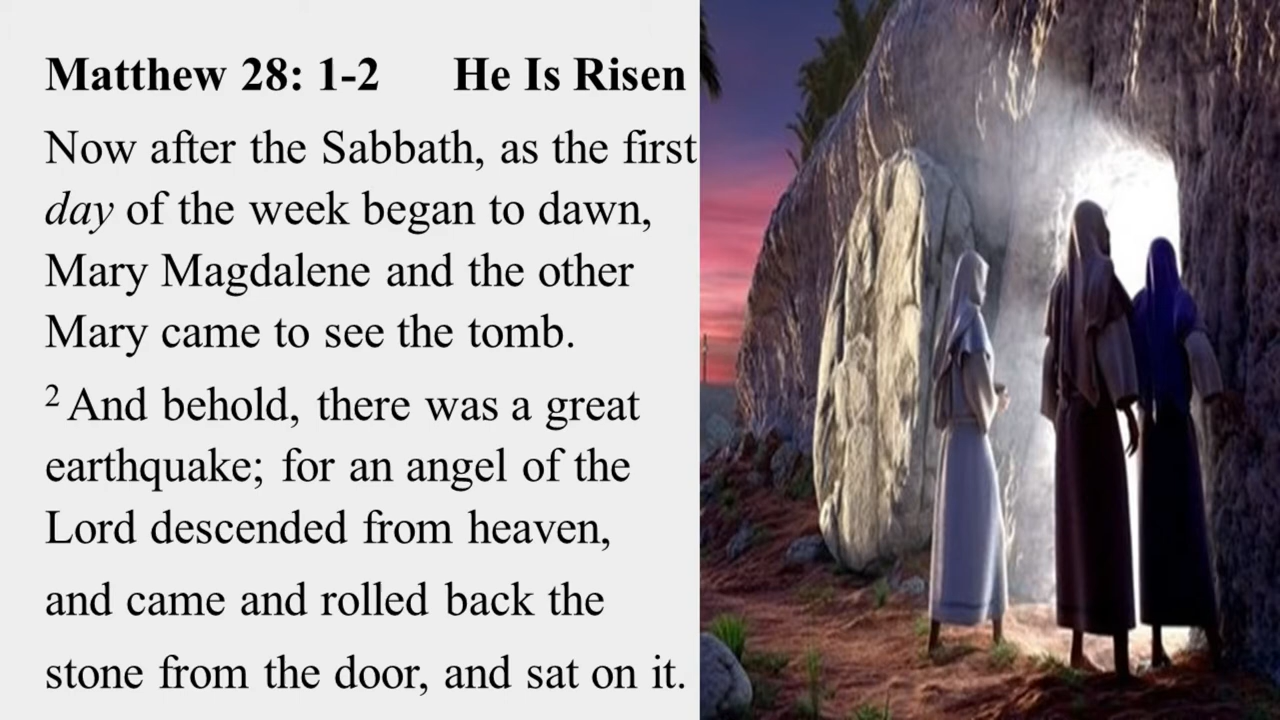 Matthew 28: 1-2 He Is Risen
Now after the Sabbath, as the first
day of the week began to dawn,
Mary Magdalene and the other
Mary came to see the tomb.
2 And behold, there was a great
earthquake; for an angel of the
Lord descended from heaven,
and came and rolled back the
stone from the door, and sat on it.